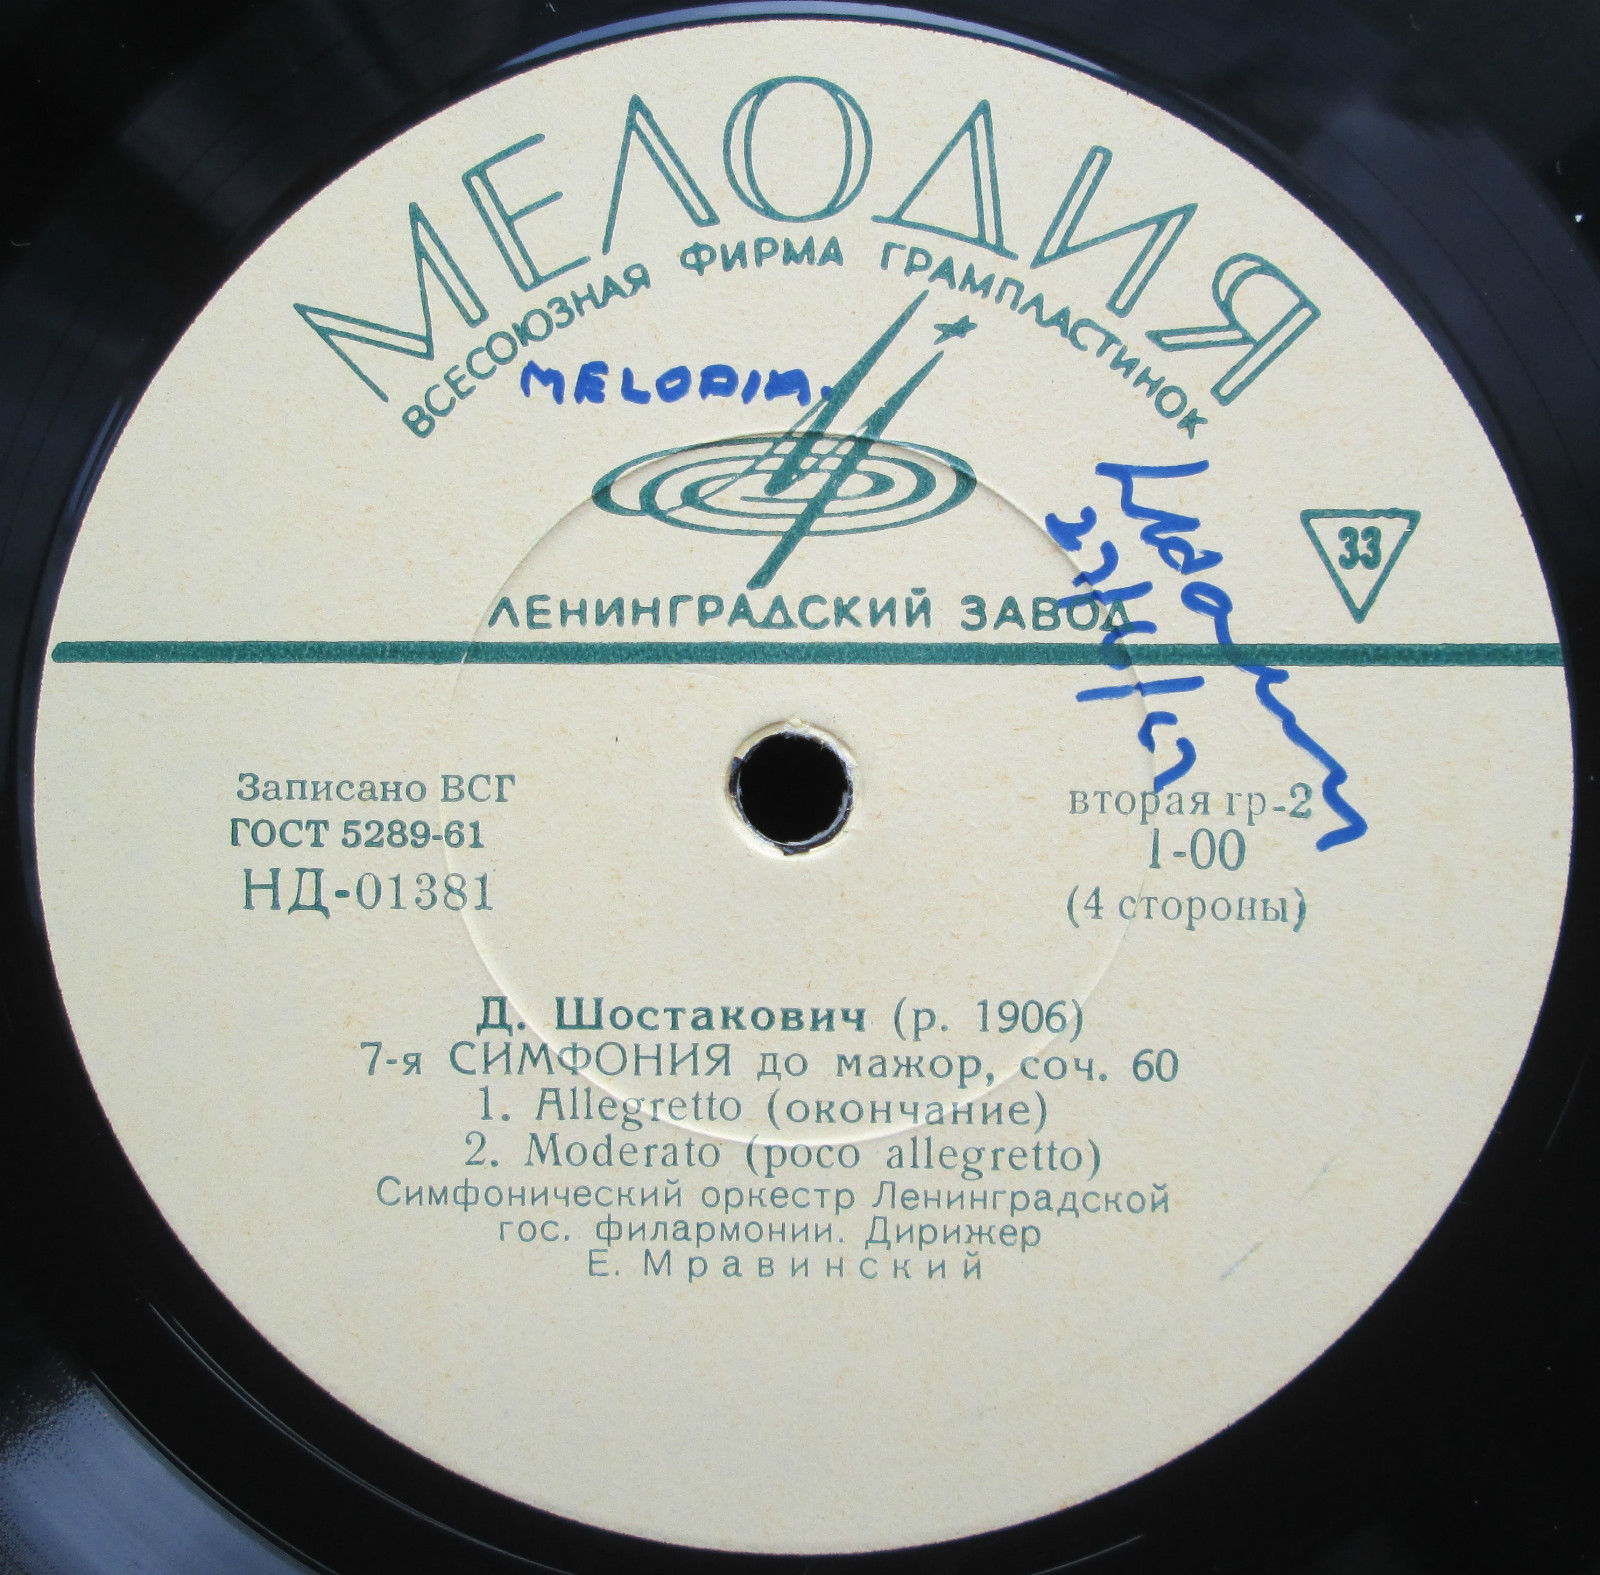 МЕЛОДИЯ
ВСЕСОЮЗНАЯ ФИРМА ГРАМПЛАСТИНОК
MELODIA.
33
ЛЕНИНГРАДСКИЙ ЗАВОД
Записано ВСГ
ГОСТ 5289-61
НД-01381
вторая гр-2
1-00
(4 стороны)
Д. Шостакович (р. 1906)
7-я СИМФОНИЯ до мажор, соч. 60
1. Allegretto (окончание)
2. Moderato (poco allegretto)
Симфонический оркестр Ленинградской
гос. филармонии. Дирижер
Е. Мравинский